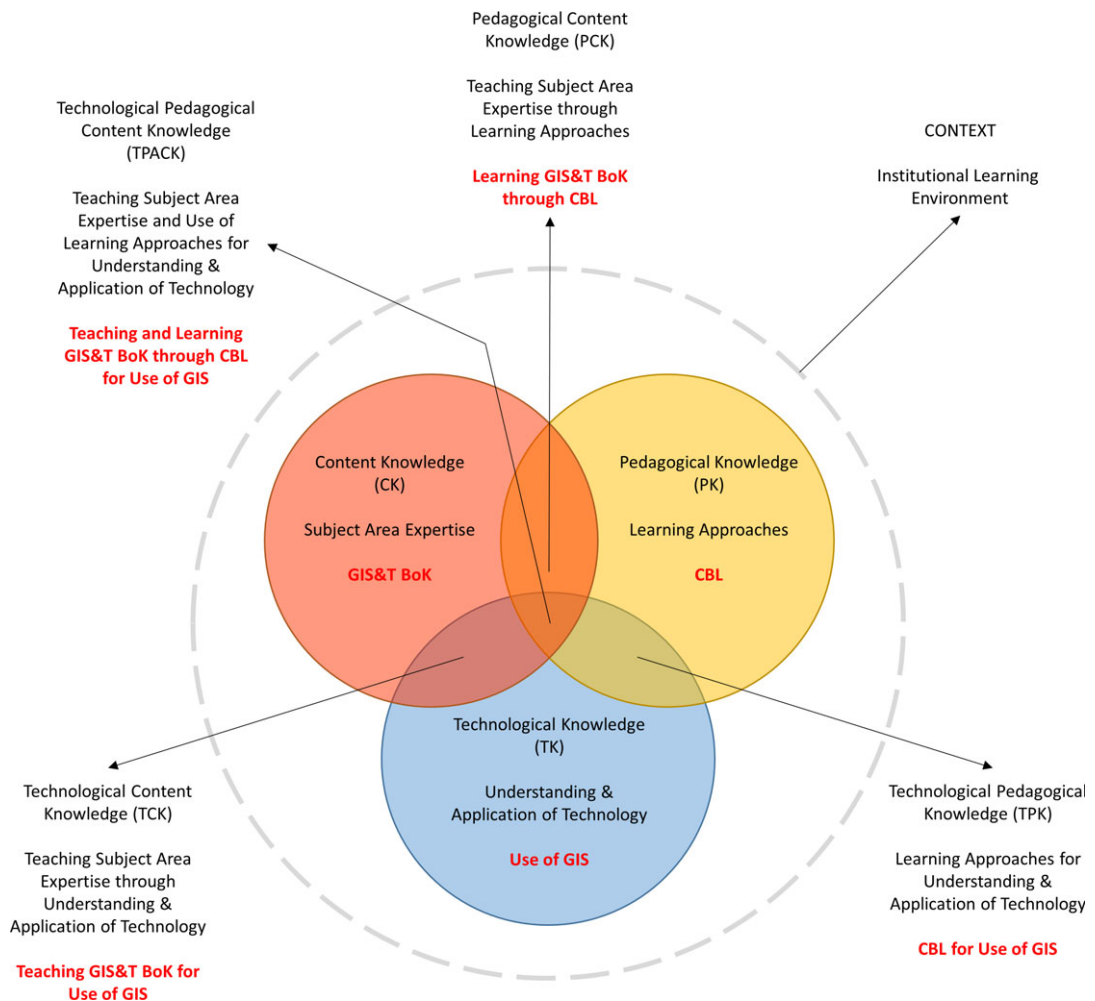 Pedagogical Content
Knowledge (PCK)
Teaching Subject Area
Expertise through
Learning Approaches
Learning GIS&T BoK
through CBL
Technological Pedagogical
Content Knowledge
(TPACK)
Teaching Subject Area
Expertise and Use of
Learning Approaches for
Understanding &
Application of Technology
Teaching and Learning
GIS&T BoK through CBL
for Use of GIS
CONTEXT
Institutional Learning
Environment
Content Knowledge
(CK)
Subject Area Expertise
GIS&T BoK
Pedagogical Knowledge
(PK)
Learning Approaches
CBL
Technological Knowledge
(TK)
Understanding &
Application of Technology
Use of GIS
Technological Content
Knowledge (TCK)
Teaching Subject Area
Expertise through
Understanding &
Application of Technology
Teaching GIS&T BoK for
Use of GIS
Technological Pedagogical
Knowledge (TPK)
Learning Approaches for
Understanding &
Application of Technology
CBL for Use of GIS